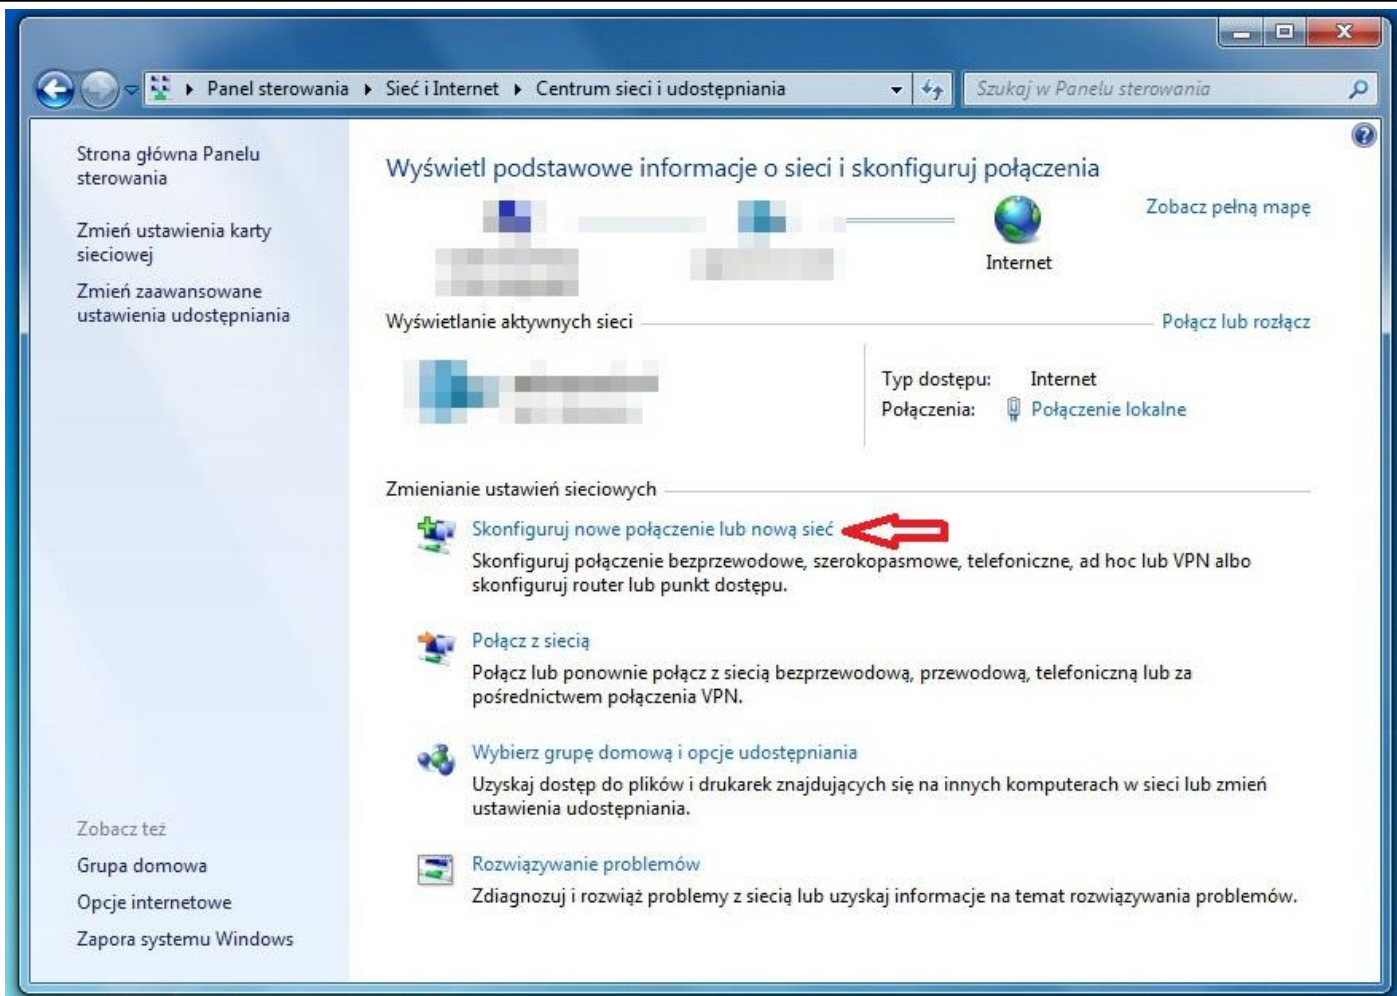 Panel sterowania ▸ Sieć i Internet ▸ Centrum sieci i udostępniania
Szukaj w Panelu sterowania
Strona główna Panelu
sterowania
Zmień ustawienia karty
sieciowej
Zmień zaawansowane
ustawienia udostępniania
Wyświetl podstawowe informacje o sieci i skonfiguruj połączenia
Zobacz pełną mapę
Internet
Wyświetlanie aktywnych sieci
Połącz lub rozłącz
Typ dostępu: Internet
Połączenia: Połączenie lokalne
Zmienianie ustawień sieciowych
Skonfiguruj nowe połączenie lub nową sieć
Skonfiguruj połączenie bezprzewodowe, szerokopasmowe, telefoniczne, ad hoc lub VPN albo
skonfiguruj router lub punkt dostępu.
Połącz z siecią
Połącz lub ponownie połącz z siecią bezprzewodową, przewodową, telefoniczną lub za
pośrednictwem połączenia VPN.
Wybierz grupę domową i opcje udostępniania
Uzyskaj dostęp do plików i drukarek znajdujących się na innych komputerach w sieci lub zmień
ustawienia udostępniania.
Rozwiązywanie problemów
Zdiagnozuj i rozwiąż problemy z siecią lub uzyskaj informacje na temat rozwiązywania problemów.
Zobacz też
Grupa domowa
Opcje internetowe
Zapora systemu Windows